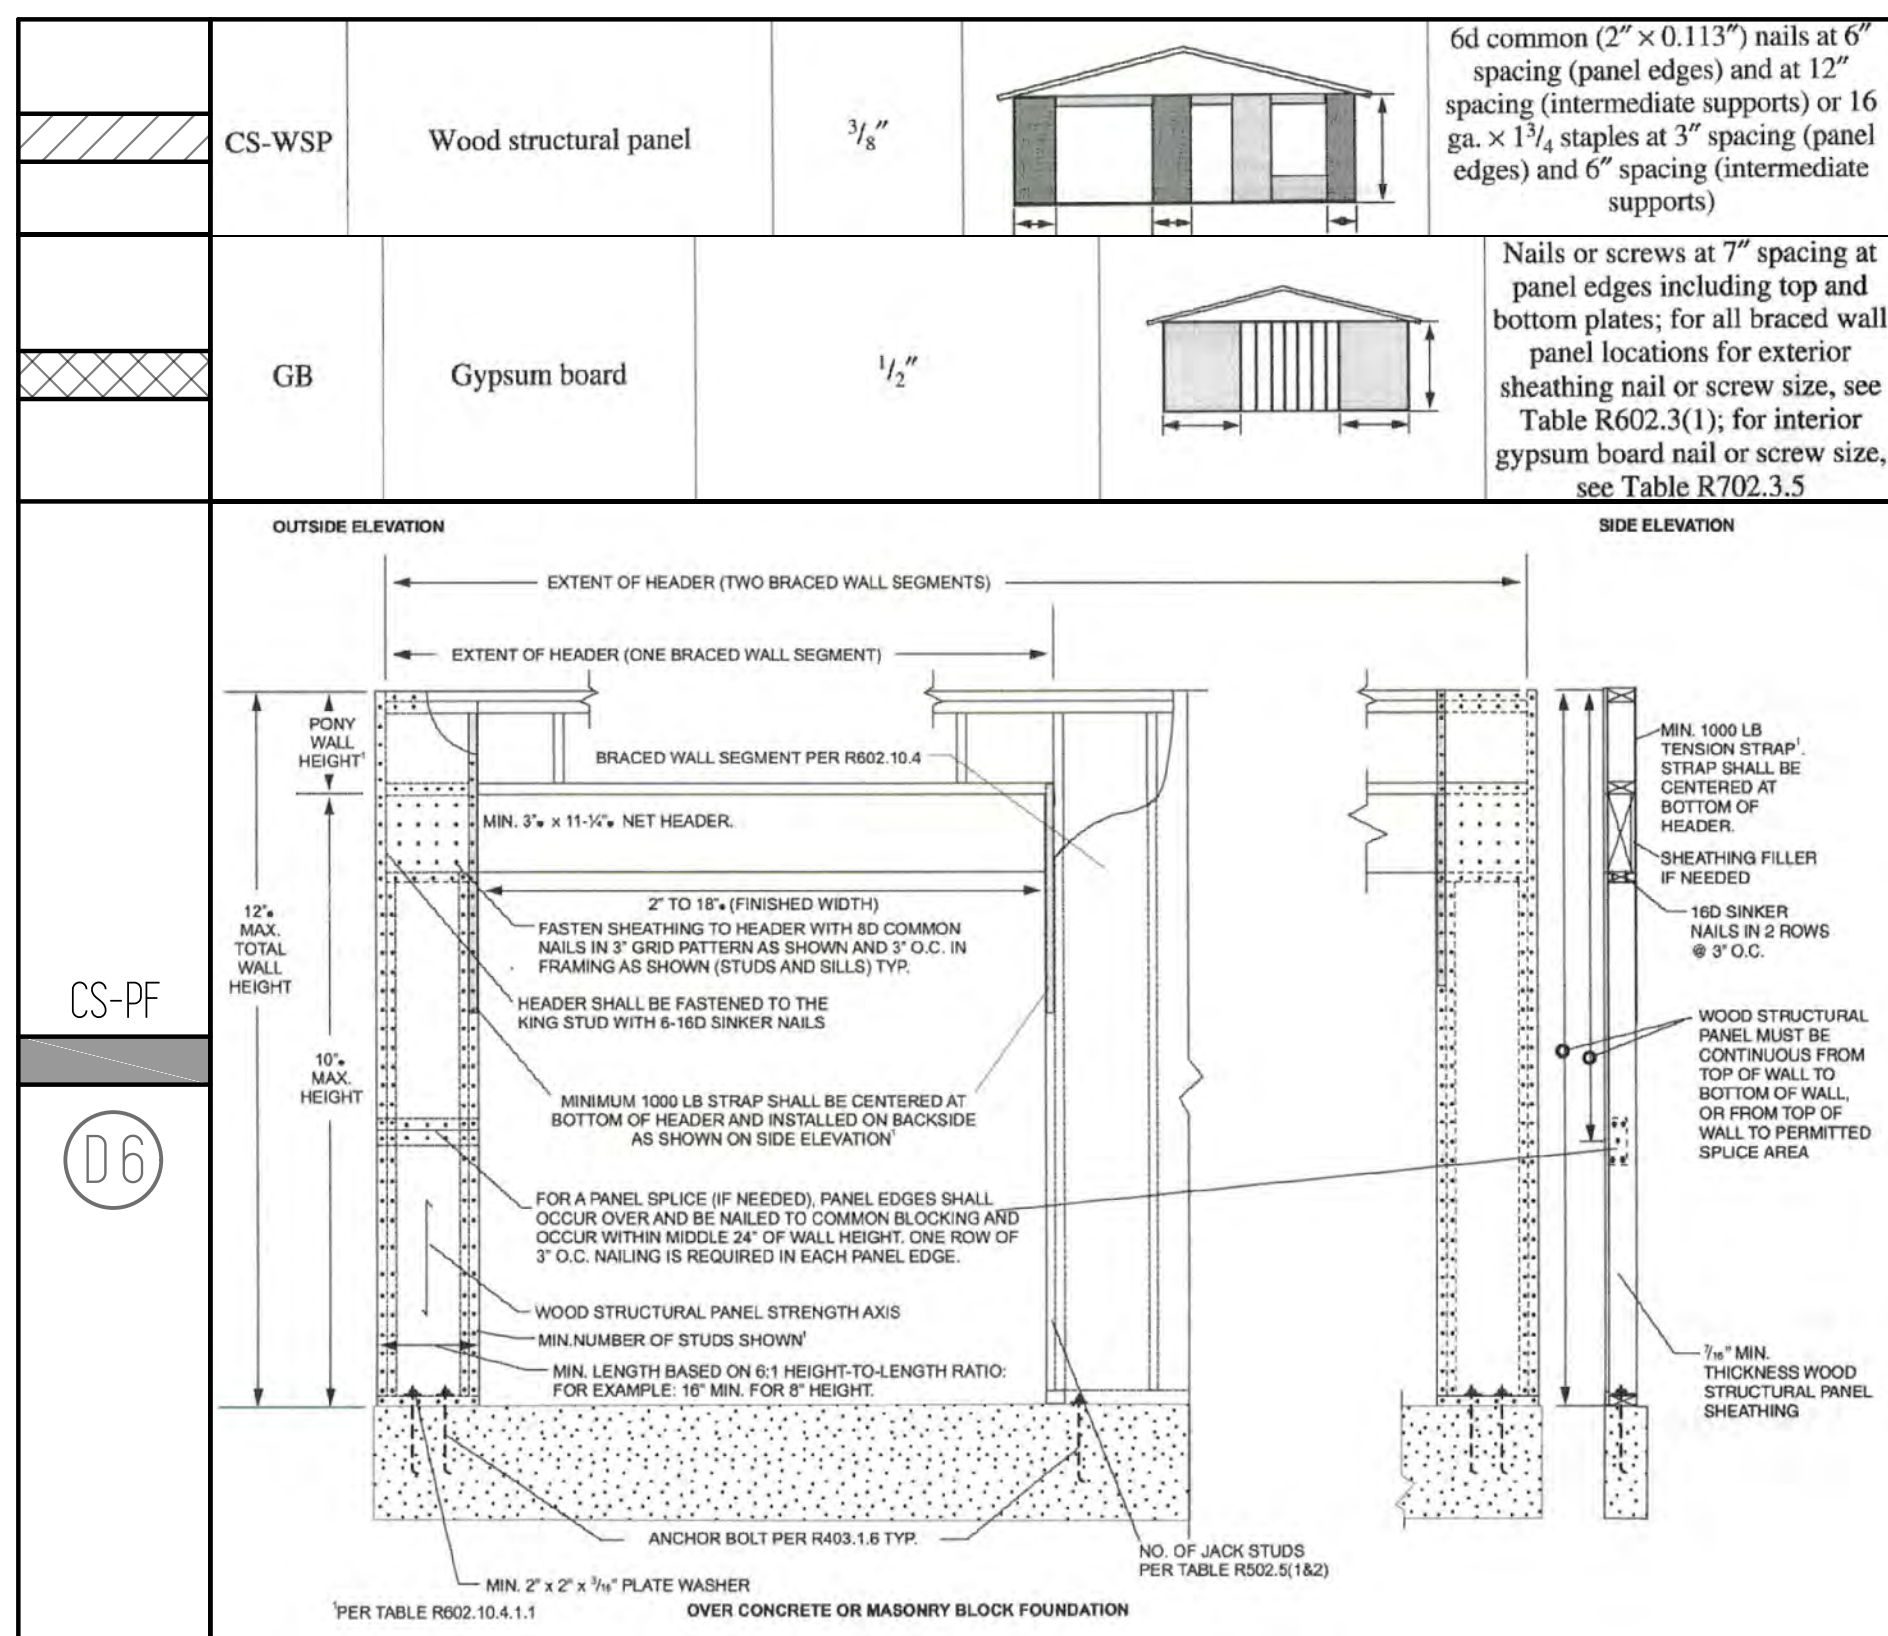 CS-WSP
Wood structural panel
3/8″
6d common (2″ × 0.113″) nails at 6″
spacing (panel edges) and at 12″
spacing (intermediate supports) or 16
ga. × 1 3/4 staples at 3″ spacing (panel
edges) and 6″ spacing (intermediate
supports)
GB
Gypsum board
1/2″
Nails or screws at 7″ spacing at
panel edges including top and
bottom plates; for all braced wall
panel locations for exterior
sheathing nail or screw size, see
Table R602.3(1); for interior
gypsum board nail or screw size,
see Table R702.3.5
CS-PF
D6
OUTSIDE ELEVATION
SIDE ELEVATION
EXTENT OF HEADER (TWO BRACED WALL SEGMENTS)
EXTENT OF HEADER (ONE BRACED WALL SEGMENT)
PONY
WALL
HEIGHT¹
BRACED WALL SEGMENT PER R602.10.4
MIN. 3" x 11-¼" NET HEADER.
2" TO 18" (FINISHED WIDTH)
FASTEN SHEATHING TO HEADER WITH 8D COMMON
NAILS IN 3" GRID PATTERN AS SHOWN AND 3" O.C. IN
FRAMING AS SHOWN (STUDS AND SILLS) TYP.
12"
MAX.
TOTAL
WALL
HEIGHT
HEADER SHALL BE FASTENED TO THE
KING STUD WITH 6-16D SINKER NAILS
10"
MAX.
HEIGHT
MINIMUM 1000 LB STRAP SHALL BE CENTERED AT
BOTTOM OF HEADER AND INSTALLED ON BACKSIDE
AS SHOWN ON SIDE ELEVATION¹
FOR A PANEL SPLICE (IF NEEDED), PANEL EDGES SHALL
OCCUR OVER AND BE NAILED TO COMMON BLOCKING AND
OCCUR WITHIN MIDDLE 24" OF WALL HEIGHT. ONE ROW OF
3" O.C. NAILING IS REQUIRED IN EACH PANEL EDGE.
WOOD STRUCTURAL PANEL STRENGTH AXIS
MIN.NUMBER OF STUDS SHOWN¹
MIN. LENGTH BASED ON 6:1 HEIGHT-TO-LENGTH RATIO:
FOR EXAMPLE: 16" MIN. FOR 8" HEIGHT.
MIN. 1000 LB
TENSION STRAP¹.
STRAP SHALL BE
CENTERED AT
BOTTOM OF
HEADER.
SHEATHING FILLER
IF NEEDED
16D SINKER
NAILS IN 2 ROWS
@ 3" O.C.
WOOD STRUCTURAL
PANEL MUST BE
CONTINUOUS FROM
TOP OF WALL TO
BOTTOM OF WALL,
OR FROM TOP OF
WALL TO PERMITTED
SPLICE AREA
7/16" MIN.
THICKNESS WOOD
STRUCTURAL PANEL
SHEATHING
ANCHOR BOLT PER R403.1.6 TYP.
NO. OF JACK STUDS
PER TABLE R502.5(1&2)
MIN. 2" x 2" x 3/16" PLATE WASHER
¹PER TABLE R602.10.4.1.1
OVER CONCRETE OR MASONRY BLOCK FOUNDATION